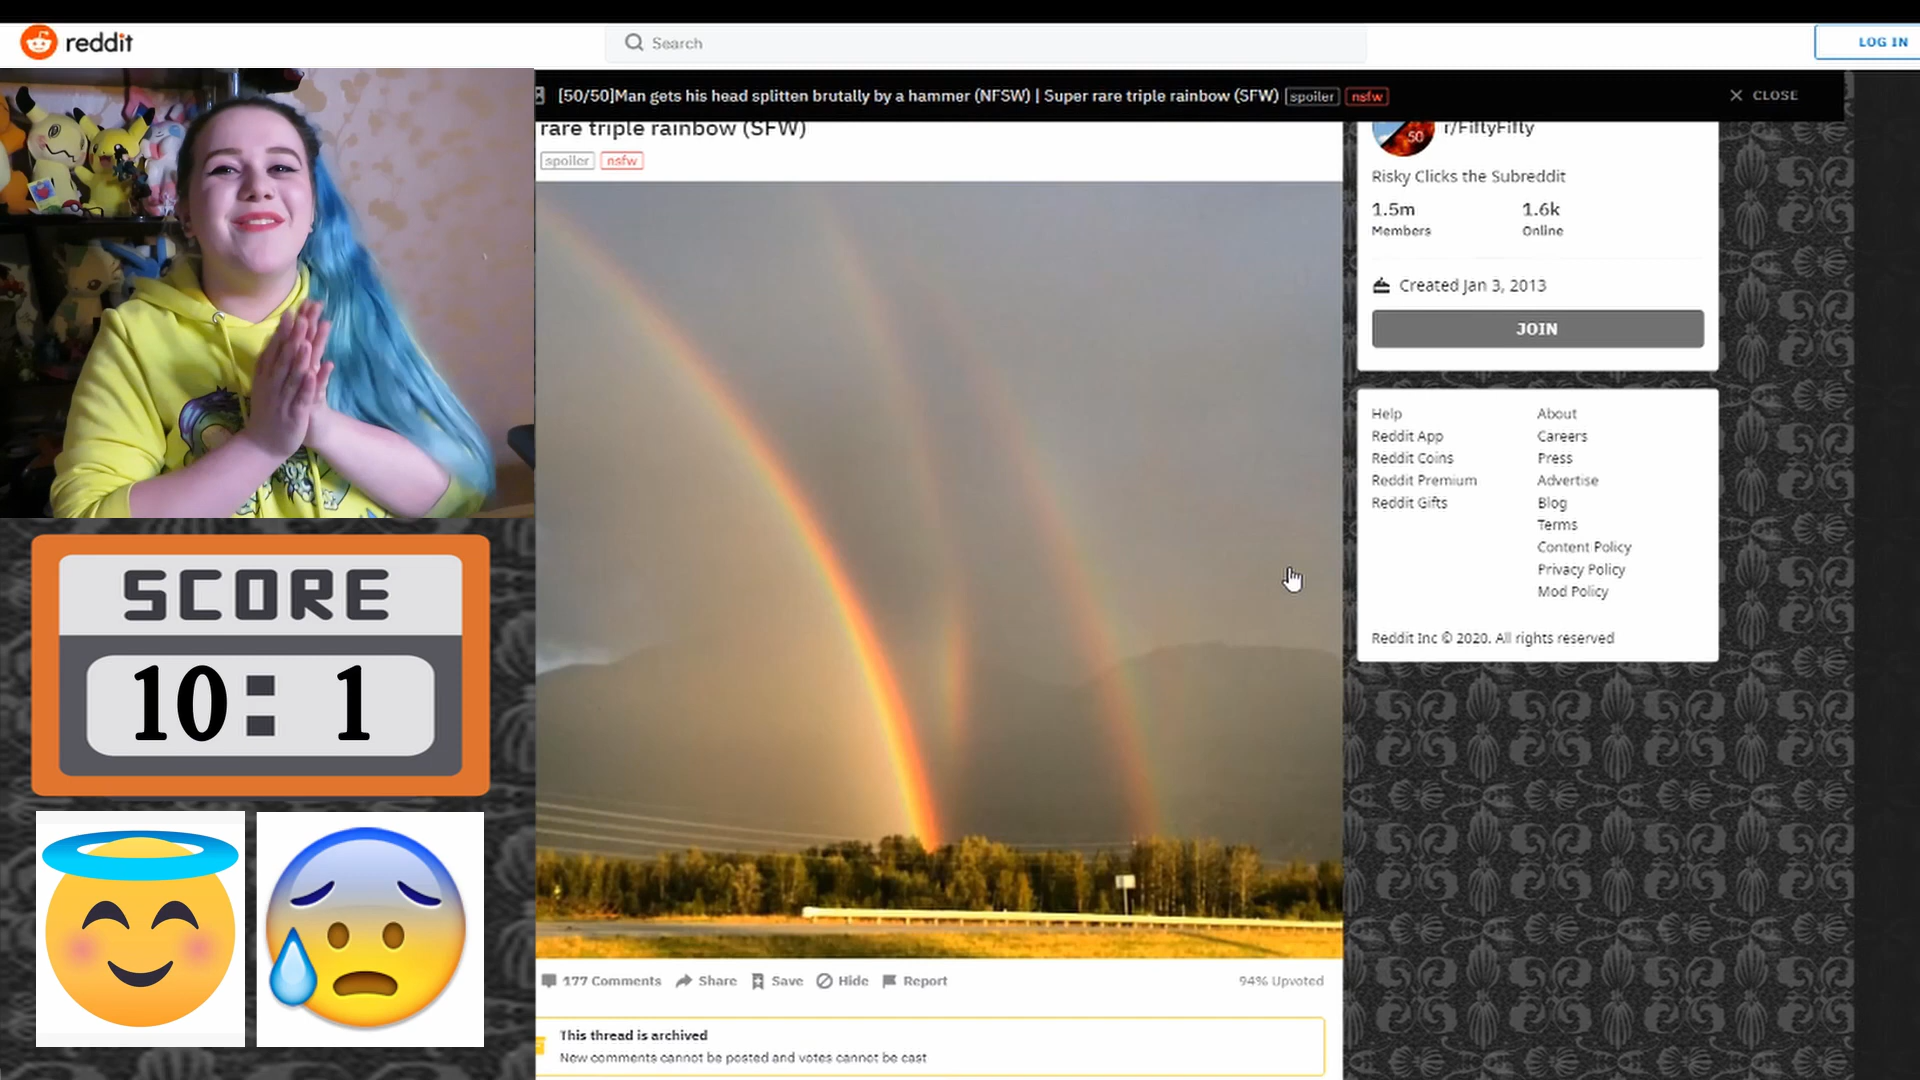 reddit
Search
LOG IN
[50/50]Man gets his head splitten brutally by a hammer (NFSW) | Super rare triple rainbow (SFW) spoiler nsfw
CLOSE
rare triple rainbow (SFW)
spoiler nsfw
50
r/FiftyFifty
Risky Clicks the Subreddit
1.5m 1.6k
Members Online
Created Jan 3, 2013
JOIN
Help About
Reddit App Careers
Reddit Coins Press
Reddit Premium Advertise
Reddit Gifts Blog
Terms
Content Policy
Privacy Policy
Mod Policy
Reddit Inc © 2020. All rights reserved
SCORE
10: 1
177 Comments Share Save Hide Report 94% Upvoted
This thread is archived
New comments cannot be posted and votes cannot be cast